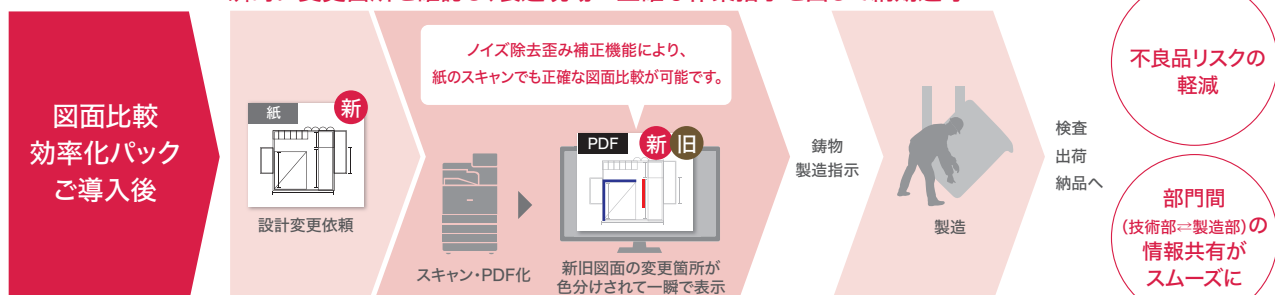 図面比較
効率化パック
ご導入後
紙
新
設計変更依頼
ノイズ除去歪み補正機能により、
紙のスキャンでも正確な図面比較が可能です。
スキャン・PDF化
PDF
新
旧
新旧図面の変更箇所が
色分けされて一瞬で表示
鋳物
製造指示
製造
検査
出荷
納品へ
不良品リスクの
軽減
部門間
(技術部⇄製造部)の
情報共有が
スムーズに